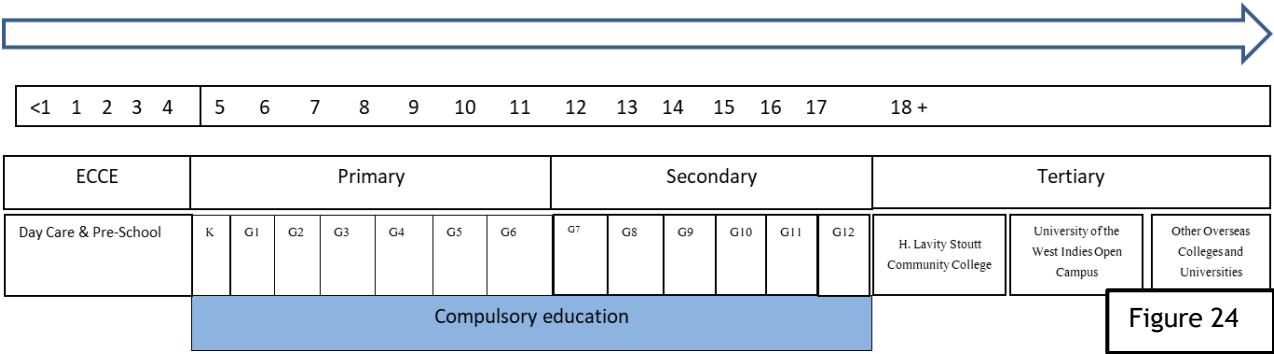 <1 1 2 3 4 5 6 7 8 9 10 11 12 13 14 15 16 17 18 +
ECCE Primary Secondary Tertiary
Day Care & Pre-School K G1 G2 G3 G4 G5 G6 G7 G8 G9 G10 G11 G12
H. Lavity Stoutt
Community College
University of the
West Indies Open
Campus
Other Overseas
Colleges and
Universities
Compulsory education
Figure 24